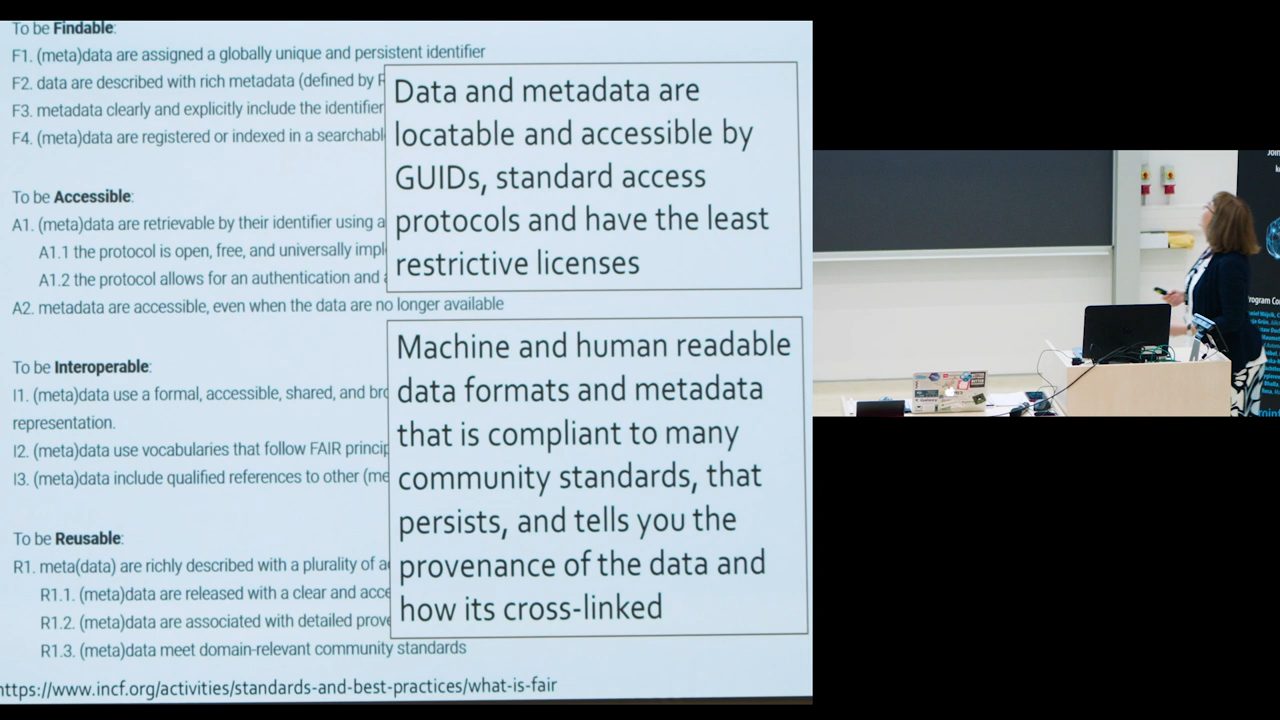 To be Findable:
F1. (meta)data are assigned a globally unique and persistent identifier
F2. data are described with rich metadata (defined by
F3. metadata clearly and explicitly include the identifier
F4. (meta)data are registered or indexed in a
Data and metadata are
locatable and accessible by
GUIDs, standard access
protocols and have the least
restrictive licenses
To be Accessible:
A1. (meta)data are retrievable by their identifier using a
A1.1 the protocol is open, free, and universally
A1.2 the protocol allows for an authentication and
A2. metadata are accessible, even when the data are no longer available
To be Interoperable:
I1. (meta)data use a formal, accessible, shared, and
representation.
I2. (meta)data use vocabularies that follow FAIR
I3. (meta)data include qualified references to other
Machine and human readable
data formats and metadata
that is compliant to many
community standards, that
persists, and tells you the
provenance of the data and
how its cross-linked
To be Reusable:
R1. meta(data) are richly described with a plurality of
R1.1. (meta)data are released with a clear and
R1.2. (meta)data are associated with detailed
R1.3. (meta)data meet domain-relevant community standards
https://www.incf.org/activities/standards-and-best-practices/what-is-fair